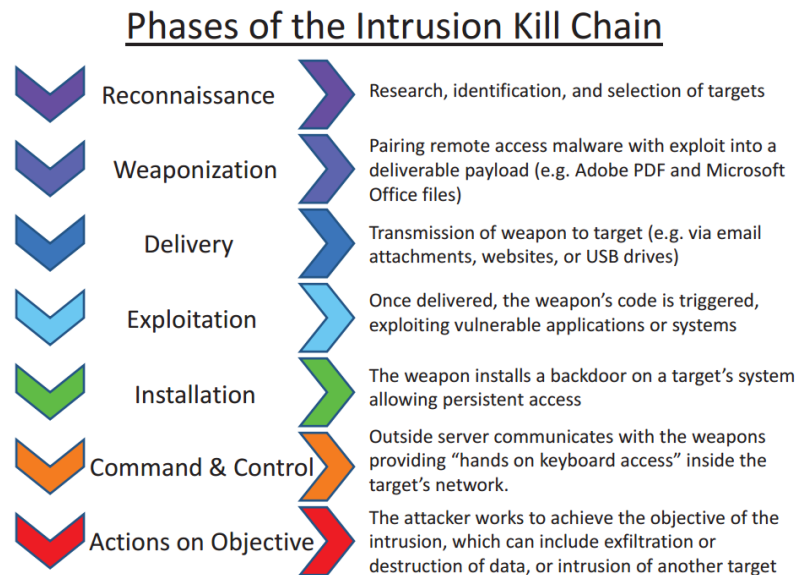 Phases of the Intrusion Kill Chain
Reconnaissance
Research, identification, and selection of targets
Weaponization
Pairing remote access malware with exploit into a
deliverable payload (e.g. Adobe PDF and Microsoft
Office files)
Delivery
Transmission of weapon to target (e.g. via email
attachments, websites, or USB drives)
Exploitation
Once delivered, the weapon's code is triggered,
exploiting vulnerable applications or systems
Installation
The weapon installs a backdoor on a target's system
allowing persistent access
Command & Control
Outside server communicates with the weapons
providing “hands on keyboard access” inside the
target's network.
Actions on Objective
The attacker works to achieve the objective of the
intrusion, which can include exfiltration or
destruction of data, or intrusion of another target